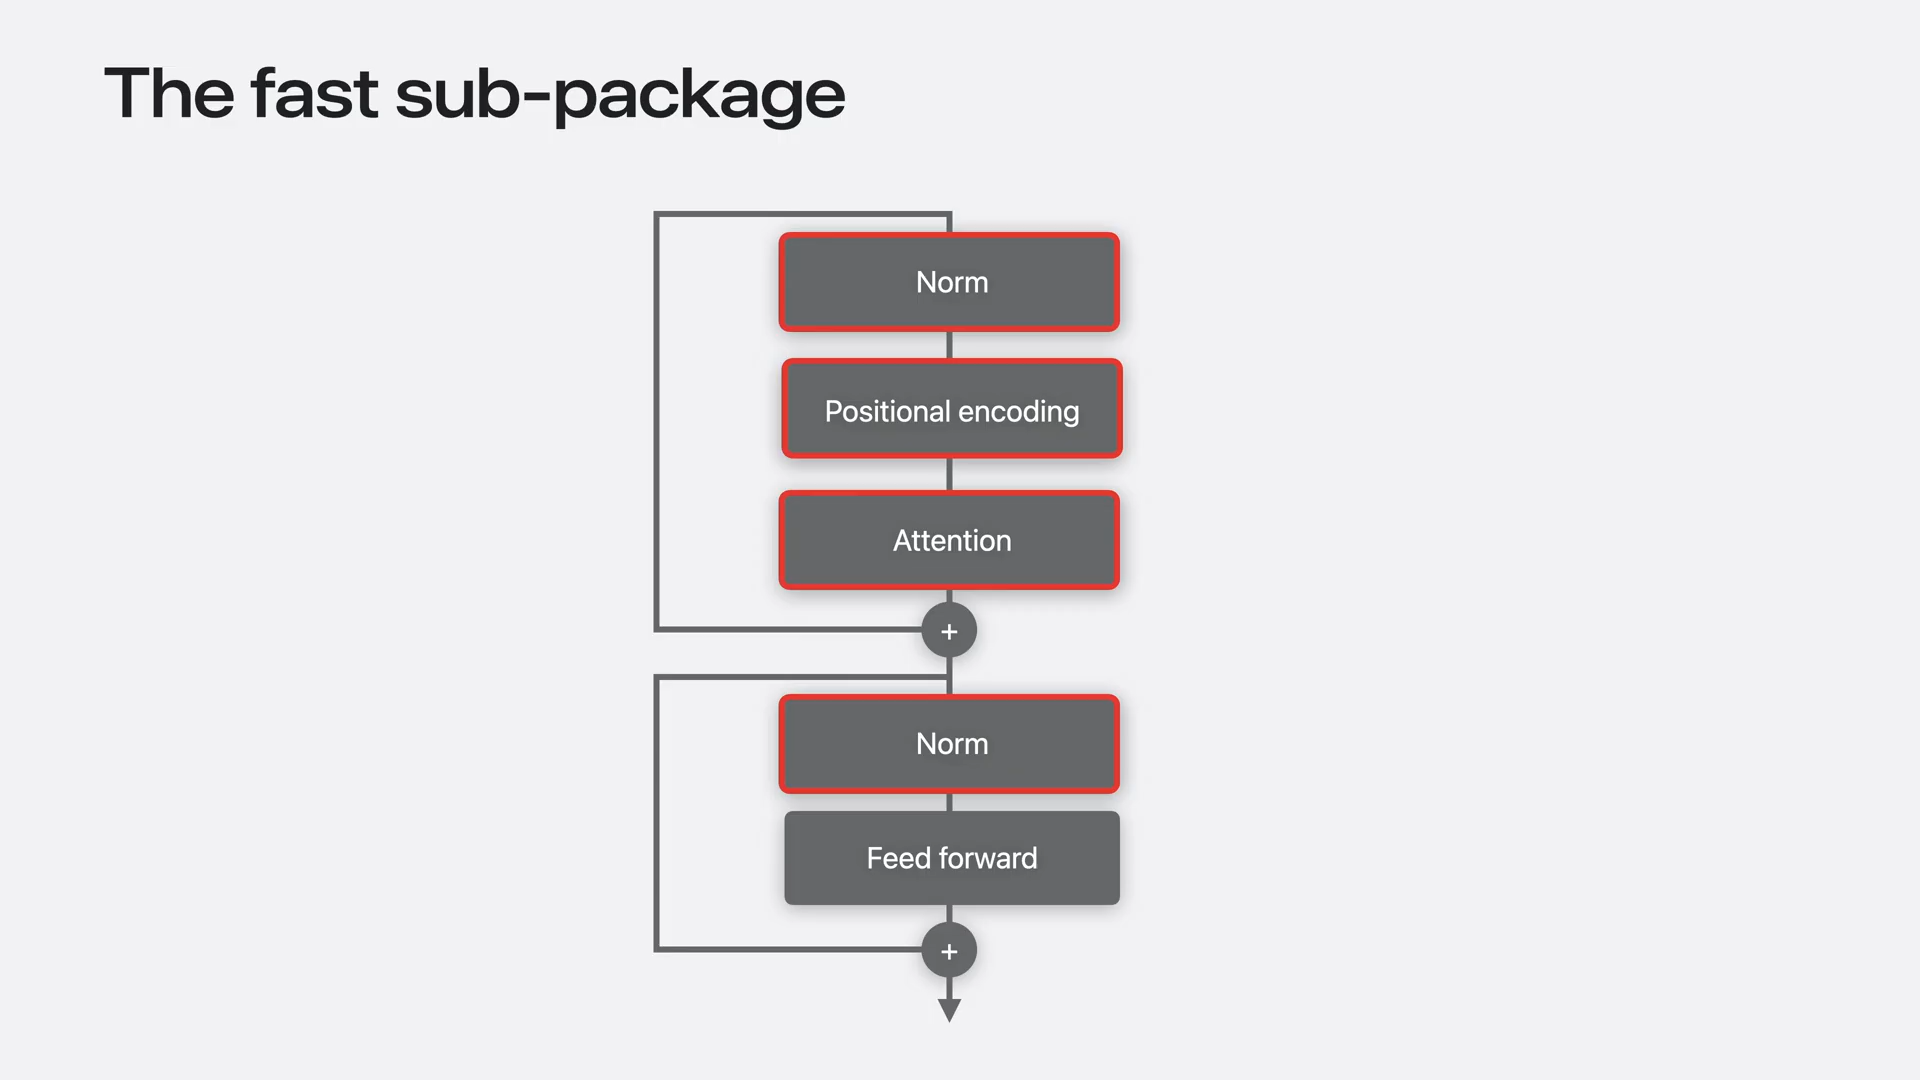 The fast sub-package
Norm
Positional encoding
Attention
+
Norm
Feed forward
+